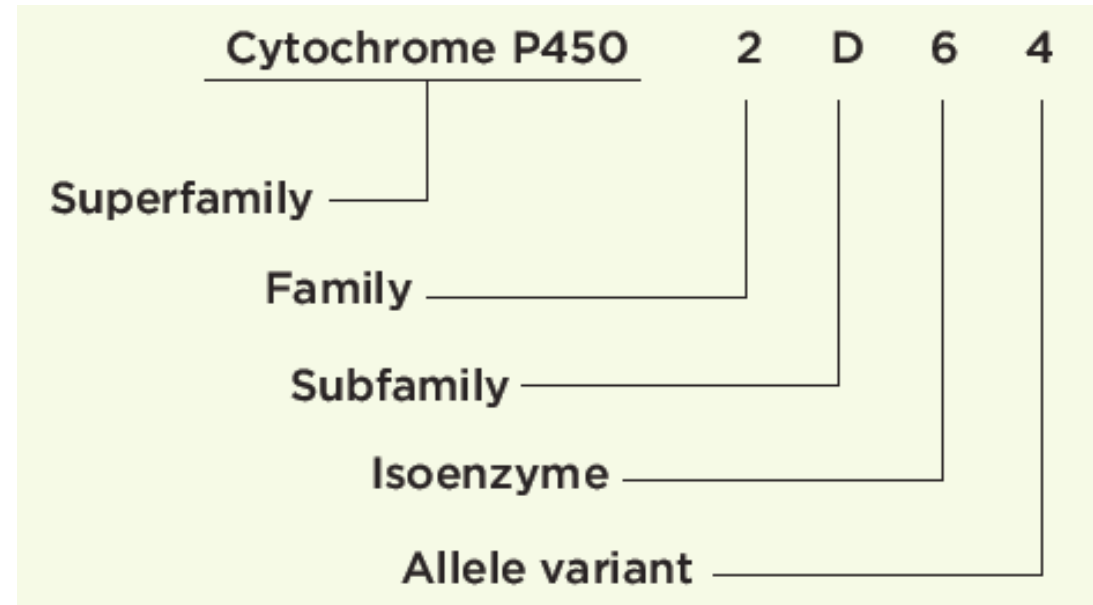 Cytochrome P450 2 D 6 4
Superfamily
Family
Subfamily
Isoenzyme
Allele variant